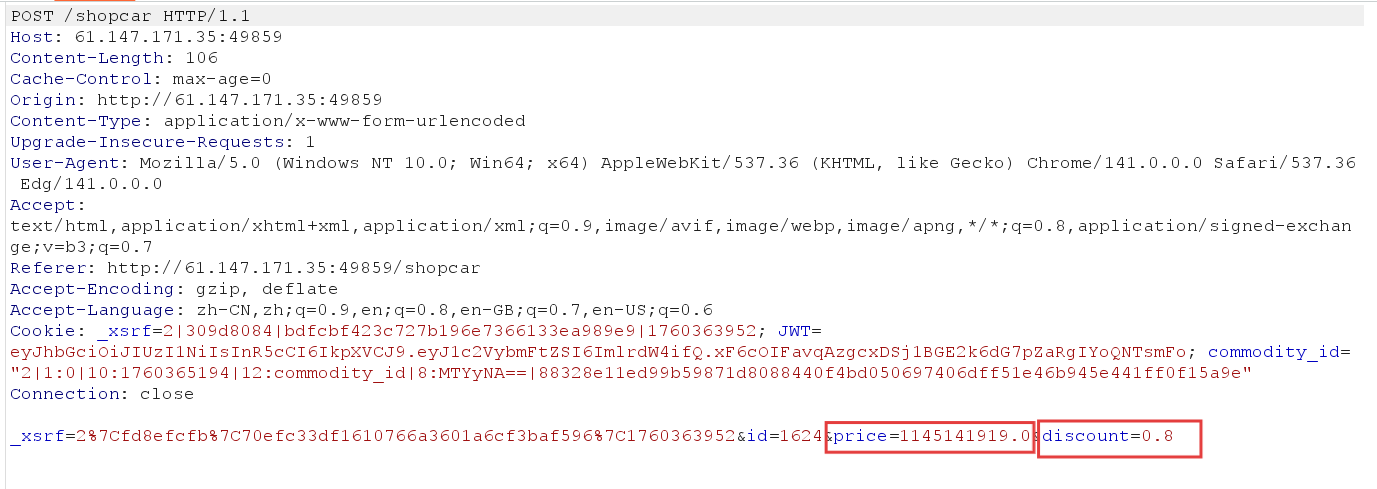 POST /shopcar HTTP/1.1
Host: 61.147.171.35:49859
Content-Length: 106
Cache-Control: max-age=0
Origin: http://61.147.171.35:49859
Content-Type: application/x-www-form-urlencoded
Upgrade-Insecure-Requests: 1
User-Agent: Mozilla/5.0 (Windows NT 10.0; Win64; x64) AppleWebKit/537.36 (KHTML, like Gecko) Chrome/141.0.0.0 Safari/537.36
Edg/141.0.0.0
Accept:
text/html,application/xhtml+xml,application/xml;q=0.9,image/avif,image/webp,image/apng,*/*;q=0.8,application/signed-exchan
ge;v=b3;q=0.7
Referer: http://61.147.171.35:49859/shopcar
Accept-Encoding: gzip, deflate
Accept-Language: zh-CN,zh;q=0.9,en;q=0.8,en-GB;q=0.7,en-US;q=0.6
Cookie: _xsrf=2|309d8084|bdfcbf423c727b196e7366133ea989e9|1760363952; JWT=
eyJhbGciOiJIUzI1NiIsInR5cCI6IkpXVCJ9.eyJ1c2VybmFtZSI6ImlrdW4ifQ.xF6cOIFavqAzgcxDSj1BGE2k6dG7pZaRgIYoQNTsmFo; commodity_id=
"2|1:0|10:1760365194|12:commodity_id|8:MTYyNA==|88328e11ed99b59871d8088440f4bd050697406dff51e46b945e441ff0f15a9e"
Connection: close
_xsrf=2%7Cfd8efcfb%7C70efc33df1610766a3601a6cf3baf596%7C1760363952&id=1624&price=1145141919.0&discount=0.8